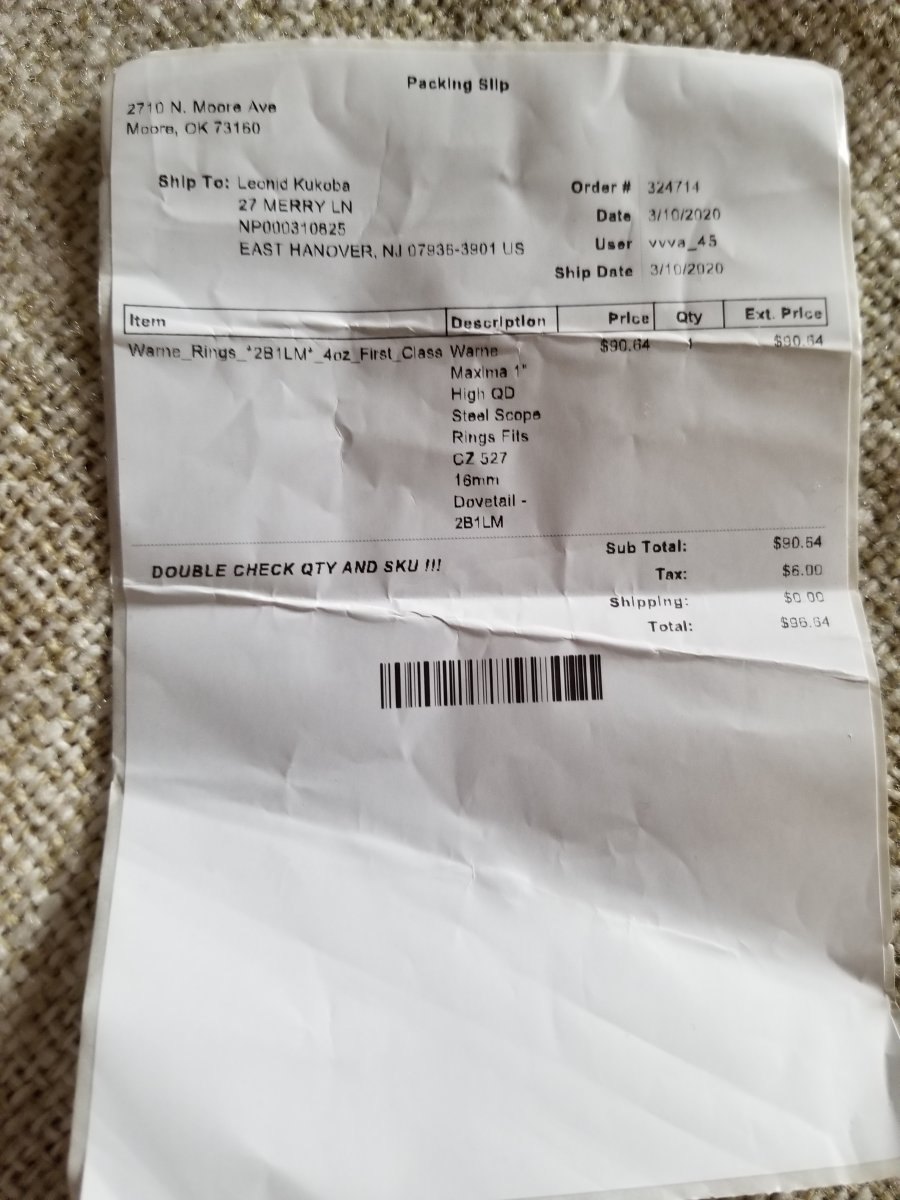 Packing Slip
2710 N. Moore Ave
Moore, OK 73160
Ship To: Leonid Kukoba
27 MERRY LN
NP000310825
EAST HANOVER, NJ 07936-3901 US
Order # 324714
Date 3/10/2020
User vvva_45
Ship Date 3/10/2020
Item Description Price Qty Ext. Price
Warne_Rings_*2B1LM*_4oz_First_Class Warne $90.64 1 $90.64
Maxima 1"
High QD
Steel Scope
Rings Fits
CZ 527
16mm
Dovetail -
2B1LM
DOUBLE CHECK QTY AND SKU !!!
Sub Total: $90.64
Tax: $6.00
Shipping: $0.00
Total: $96.64